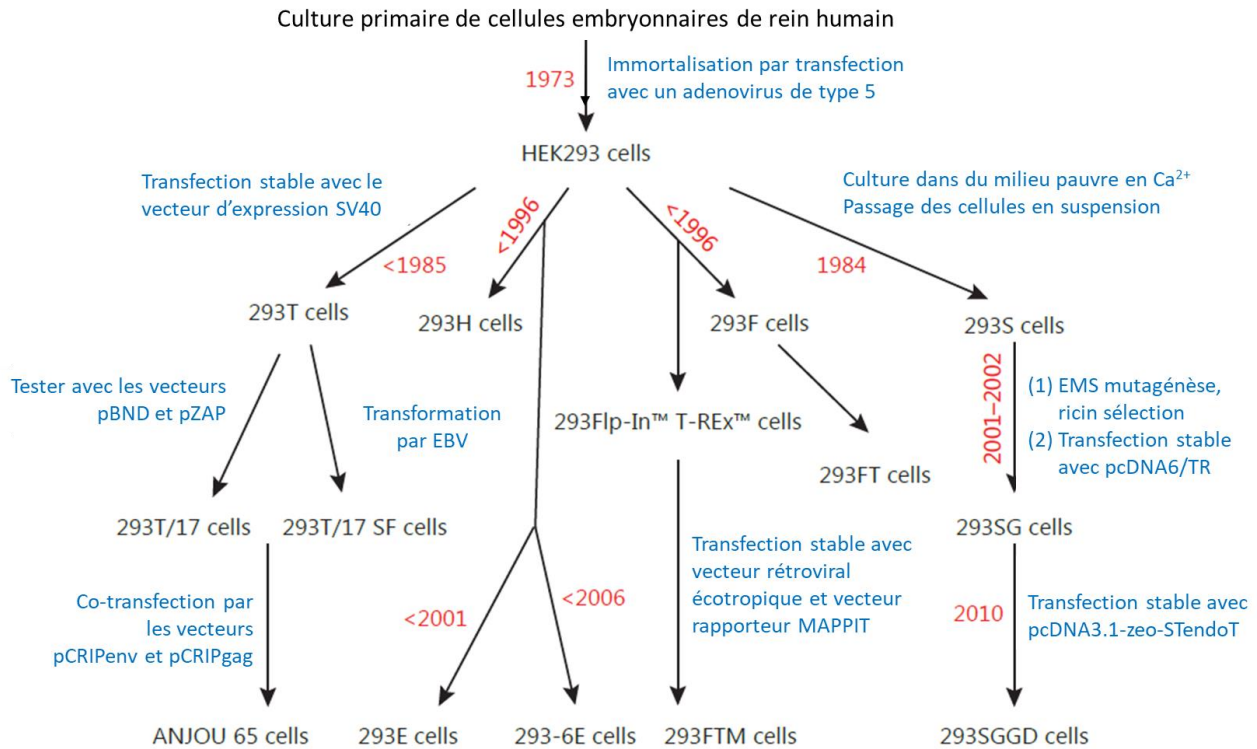 Culture primaire de cellules embryonnaires de rein humain
1973
Immortalisation par transfection
avec un adenovirus de type 5
HEK293 cells
Transfection stable avec le
vecteur d'expression SV40
<1996
<1996
Culture dans du milieu pauvre en Ca²⁺
Passage des cellules en suspension
<1985
1984
293T cells
293H cells
293F cells
293S cells
Tester avec les vecteurs
pBND et pZAP
Transformation
par EBV
293Flp-In™ T-REx™ cells
2001–2002
(1) EMS mutagénèse,
ricin sélection
(2) Transfection stable
avec pcDNA6/TR
293FT cells
293T/17 cells
293T/17 SF cells
293SG cells
Co-transfection par
les vecteurs
pCRIPenv et pCRIPgag
<2001
<2006
Transfection stable avec
vecteur rétroviral
écotropique et vecteur
rapporteur MAPPIT
2010
Transfection stable avec
pcDNA3.1-zeo-STendoT
ANJOU 65 cells
293E cells
293-6E cells
293FTM cells
293SGGD cells